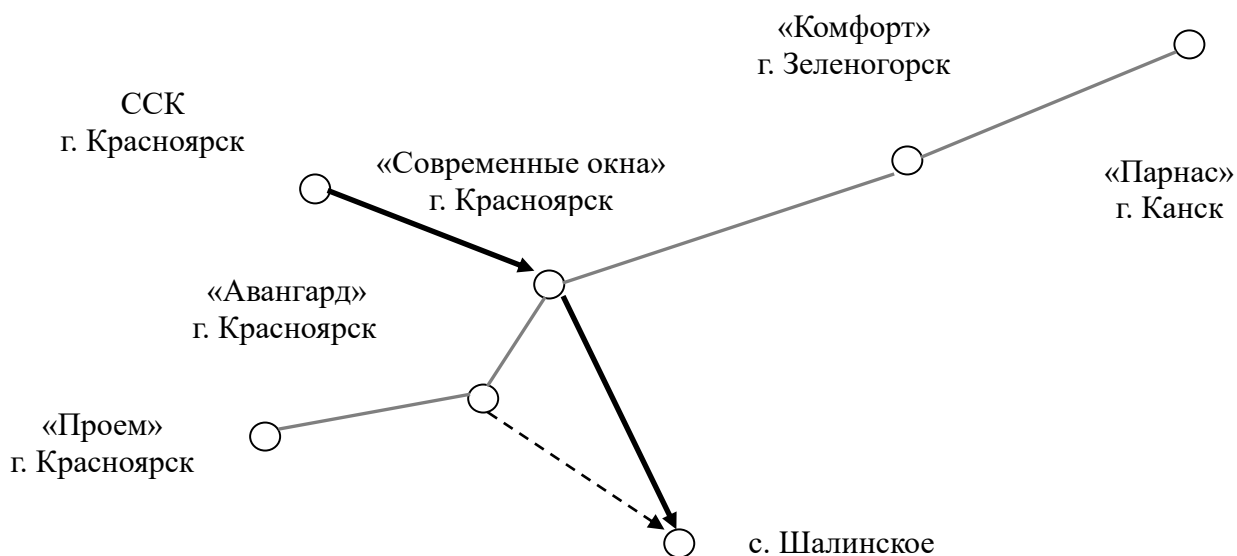 «Комфорт»
г. Зеленогорск
ССК
г. Красноярск
«Современные окна»
г. Красноярск
«Парнас»
г. Канск
«Авангард»
г. Красноярск
«Проем»
г. Красноярск
с. Шалинское